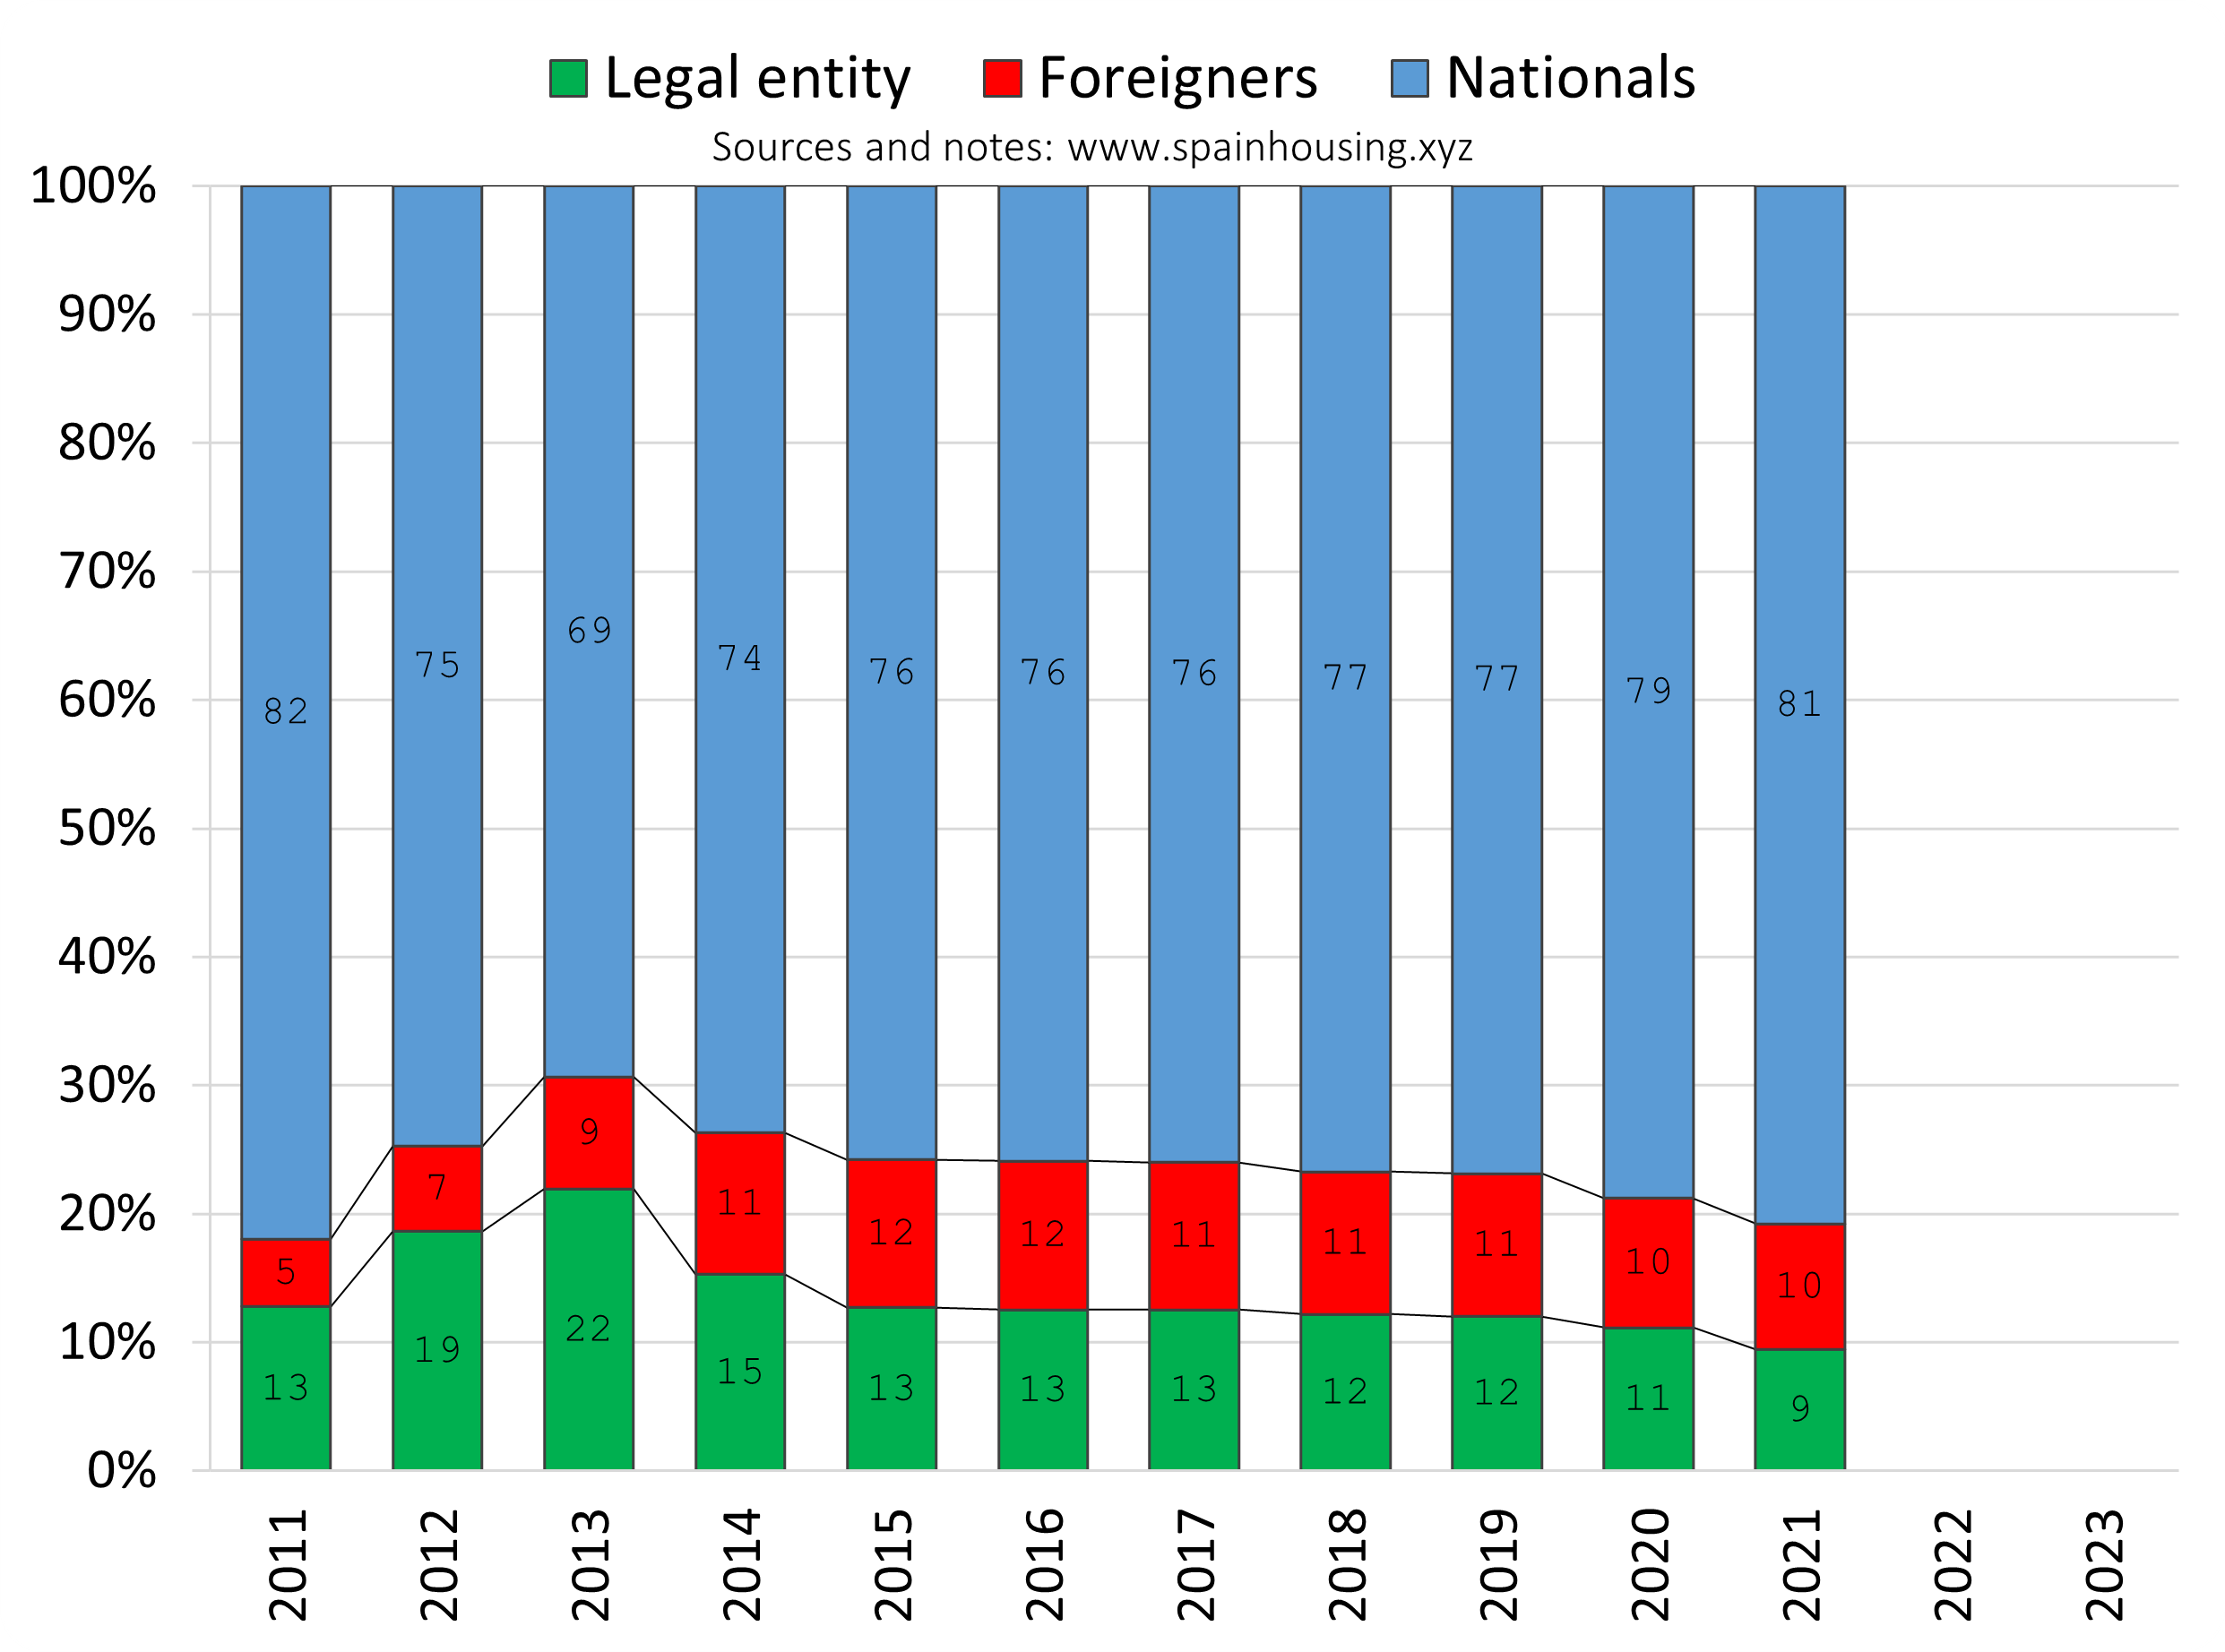 Legal entity Foreigners Nationals
Sources and notes: www.spainhousing.xyz
100%
90%
80%
70%
60%
50%
40%
30%
20%
10%
0%
82 75 69 74 76 76 76 77 77 79 81
5 7 9 11 12 12 11 11 11 10 10
13 19 22 15 13 13 13 12 12 11 9
2011 2012 2013 2014 2015 2016 2017 2018 2019 2020 2021 2022 2023